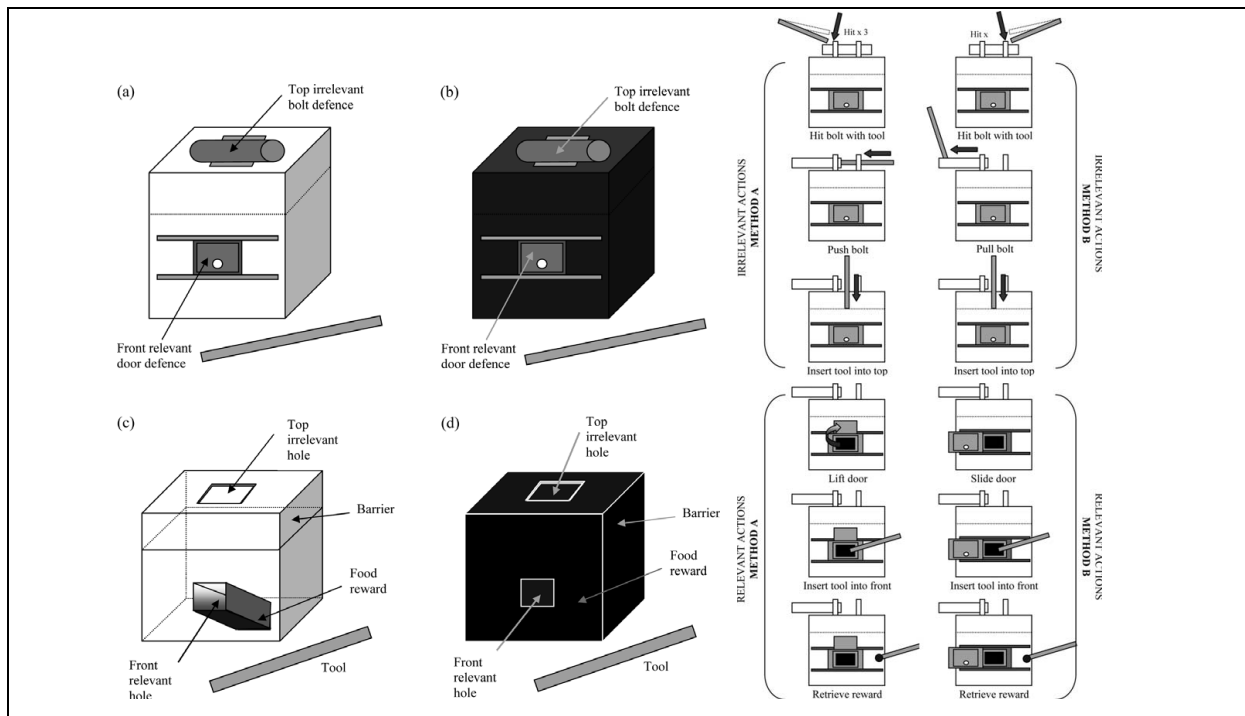 (a)
Top irrelevant
bolt defence
Front relevant
door defence
(b)
Top irrelevant
bolt defence
Front relevant
door defence
(c)
Top
irrelevant
hole
Barrier
Food
reward
Front
relevant
hole
Tool
(d)
Top
irrelevant
hole
Barrier
Food
reward
Front
relevant
hole
Tool
IRRELEVANT ACTIONS
METHOD A
Hit x 3
Hit bolt with tool
Push bolt
Insert tool into top
Hit x
Hit bolt with tool
Pull bolt
Insert tool into top
IRRELEVANT ACTIONS
METHOD B
RELEVANT ACTIONS
METHOD A
Lift door
Insert tool into front
Retrieve reward
Slide door
Insert tool into front
Retrieve reward
RELEVANT ACTIONS
METHOD B